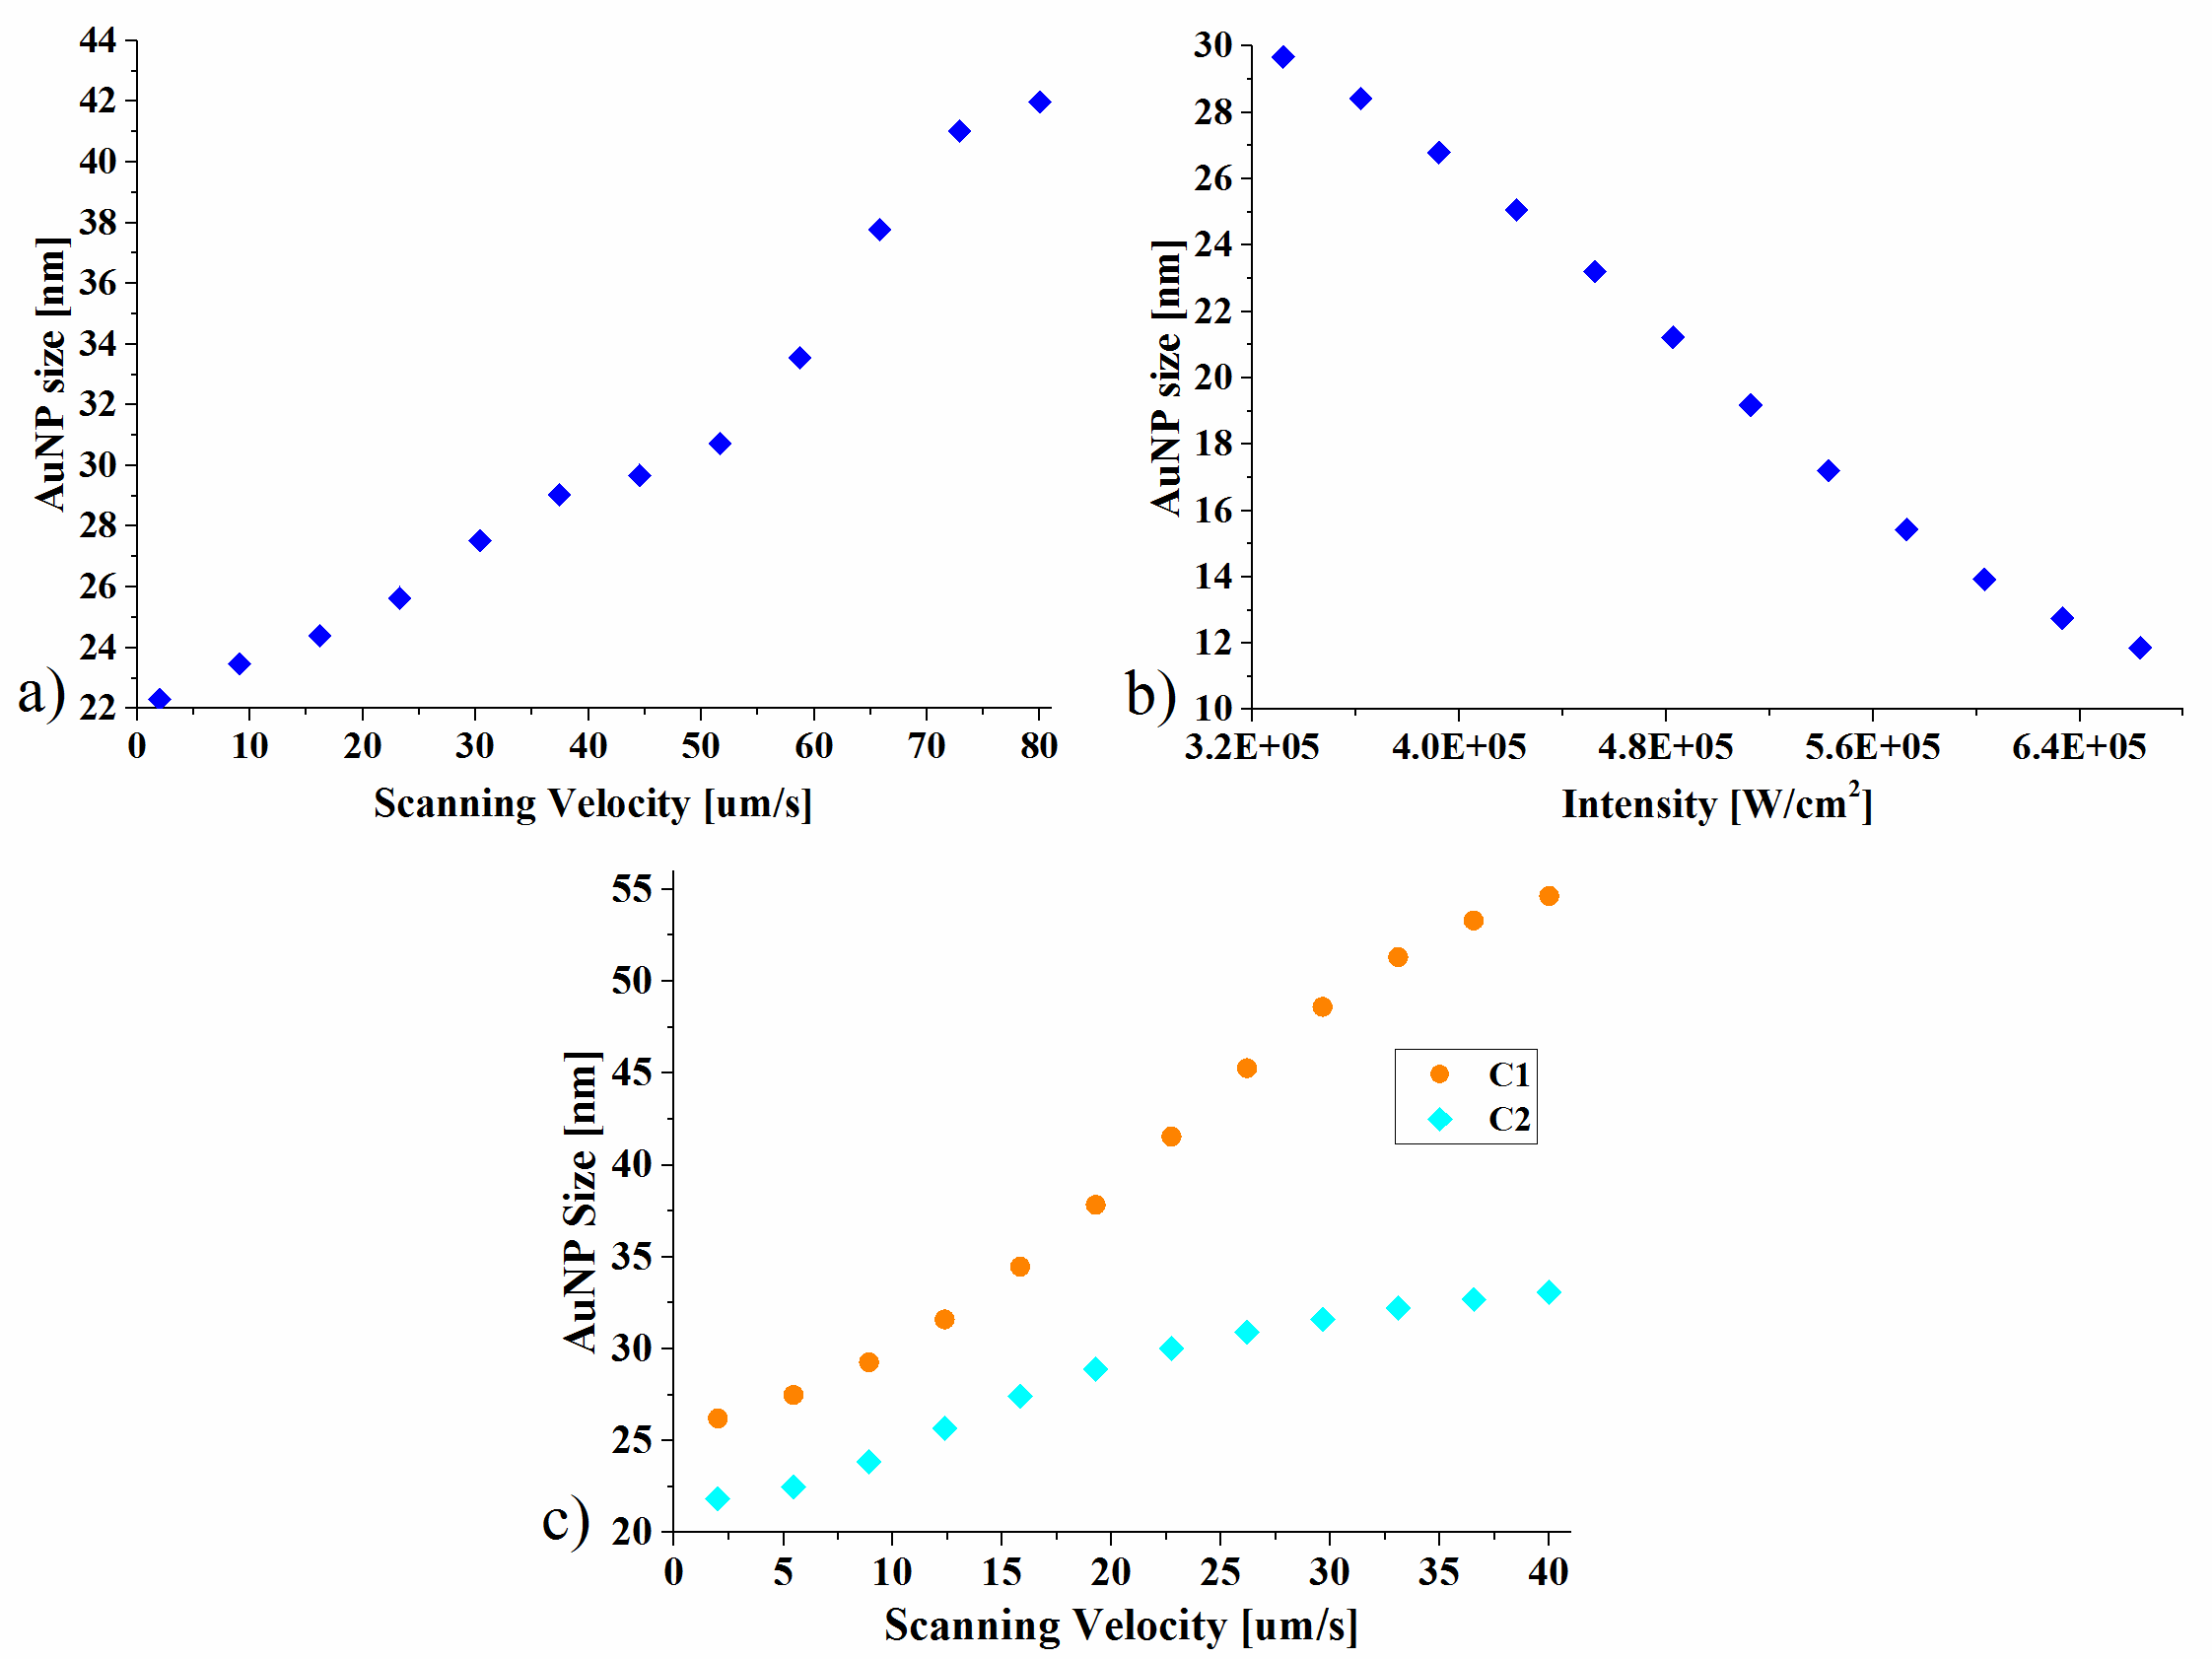 44
42
40
38
36
34
32
30
28
26
24
22
AuNP size [nm]
a)
0 10 20 30 40 50 60 70 80
Scanning Velocity [um/s]
30
28
26
24
22
20
18
16
14
12
10
AuNP size [nm]
b)
3.2E+05 4.0E+05 4.8E+05 5.6E+05 6.4E+05
Intensity [W/cm²]
55
50
45
40
35
30
25
20
AuNP Size [nm]
C1
C2
c)
0 5 10 15 20 25 30 35 40
Scanning Velocity [um/s]